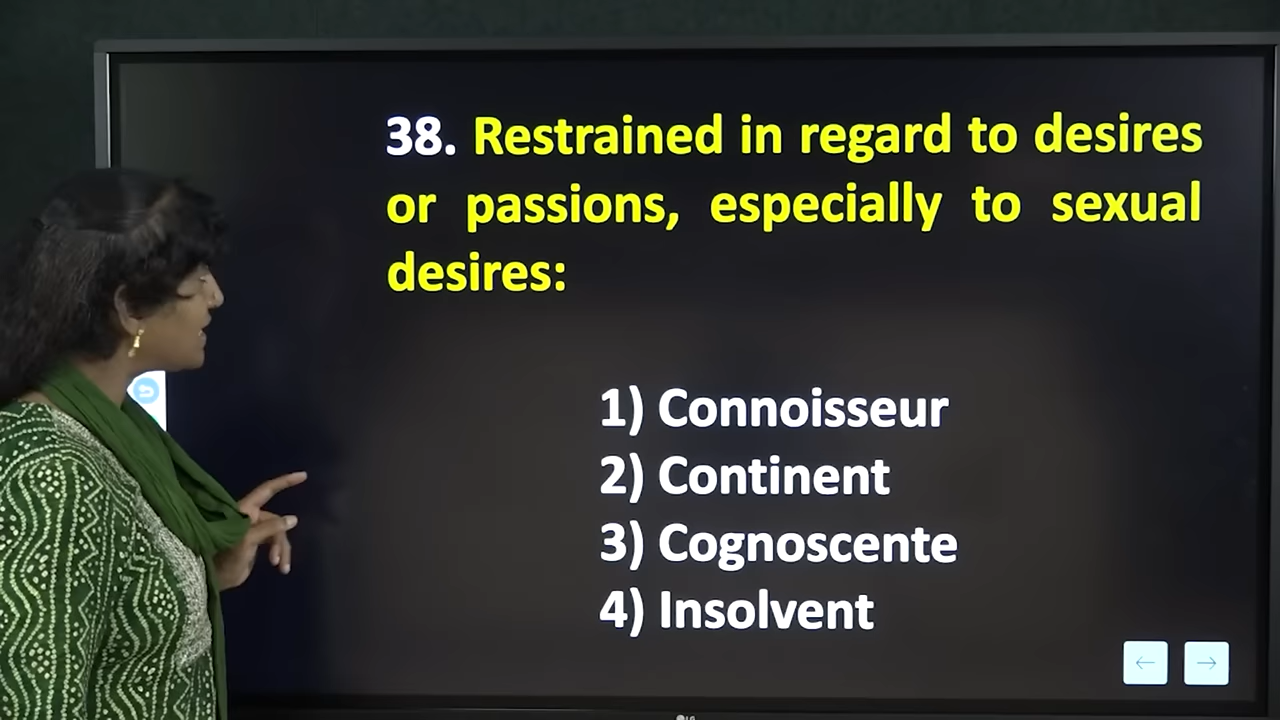 38. Restrained in regard to desires
or passions, especially to sexual
desires:
1) Connoisseur
2) Continent
3) Cognoscente
4) Insolvent
LG